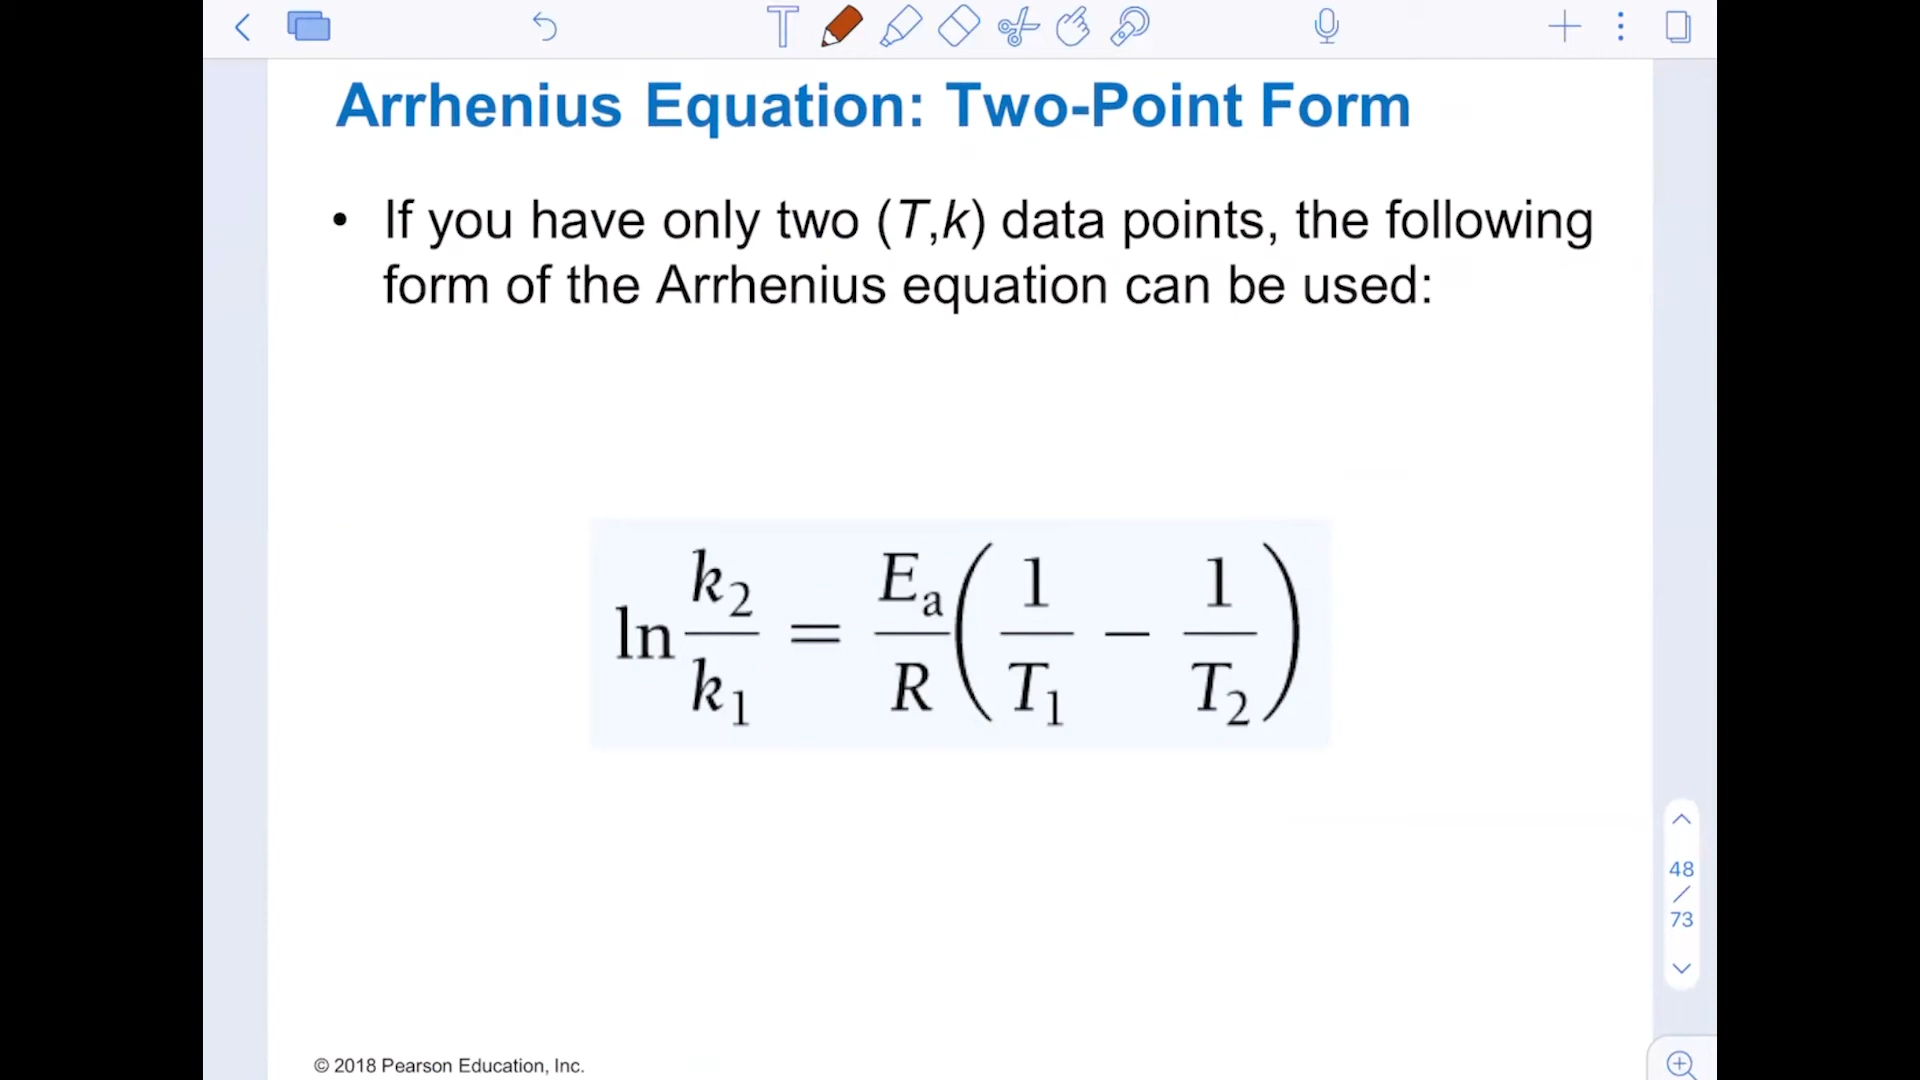 Arrhenius Equation: Two-Point Form
• If you have only two (T,k) data points, the following
form of the Arrhenius equation can be used:
ln k₂/k₁ = Eₐ/R (1/T₁ − 1/T₂)
48
/
73
© 2018 Pearson Education, Inc.